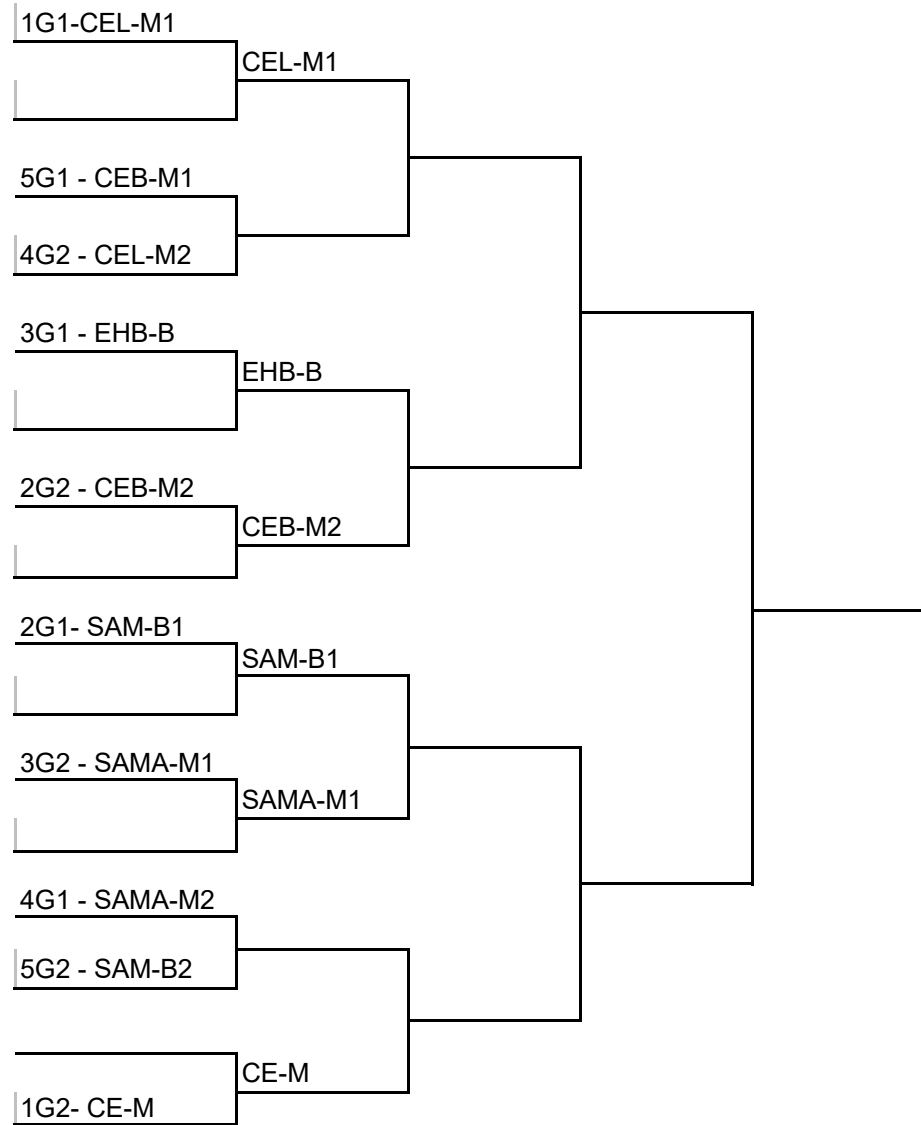 1G1-CEL-M1
CEL-M1
5G1 - CEB-M1
4G2 - CEL-M2
3G1 - EHB-B
EHB-B
2G2 - CEB-M2
CEB-M2
2G1- SAM-B1
SAM-B1
3G2 - SAMA-M1
SAMA-M1
4G1 - SAMA-M2
5G2 - SAM-B2
CE-M
1G2- CE-M